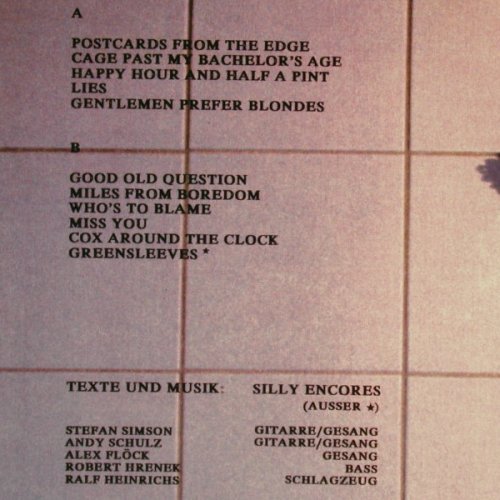 A
POSTCARDS FROM THE EDGE
CAGE PAST MY BACHELOR'S AGE
HAPPY HOUR AND HALF A PINT
LIES
GENTLEMEN PREFER BLONDES
B
GOOD OLD QUESTION
MILES FROM BOREDOM
WHO'S TO BLAME
MISS YOU
COX AROUND THE CLOCK
GREENSLEEVES *
TEXTE UND MUSIK: SILLY ENCORES
(AUSSER ★)
STEFAN SIMSON GITARRE/GESANG
ANDY SCHULZ GITARRE/GESANG
ALEX FLÖCK GESANG
ROBERT HRENEK BASS
RALF HEINRICHS SCHLAGZEUG